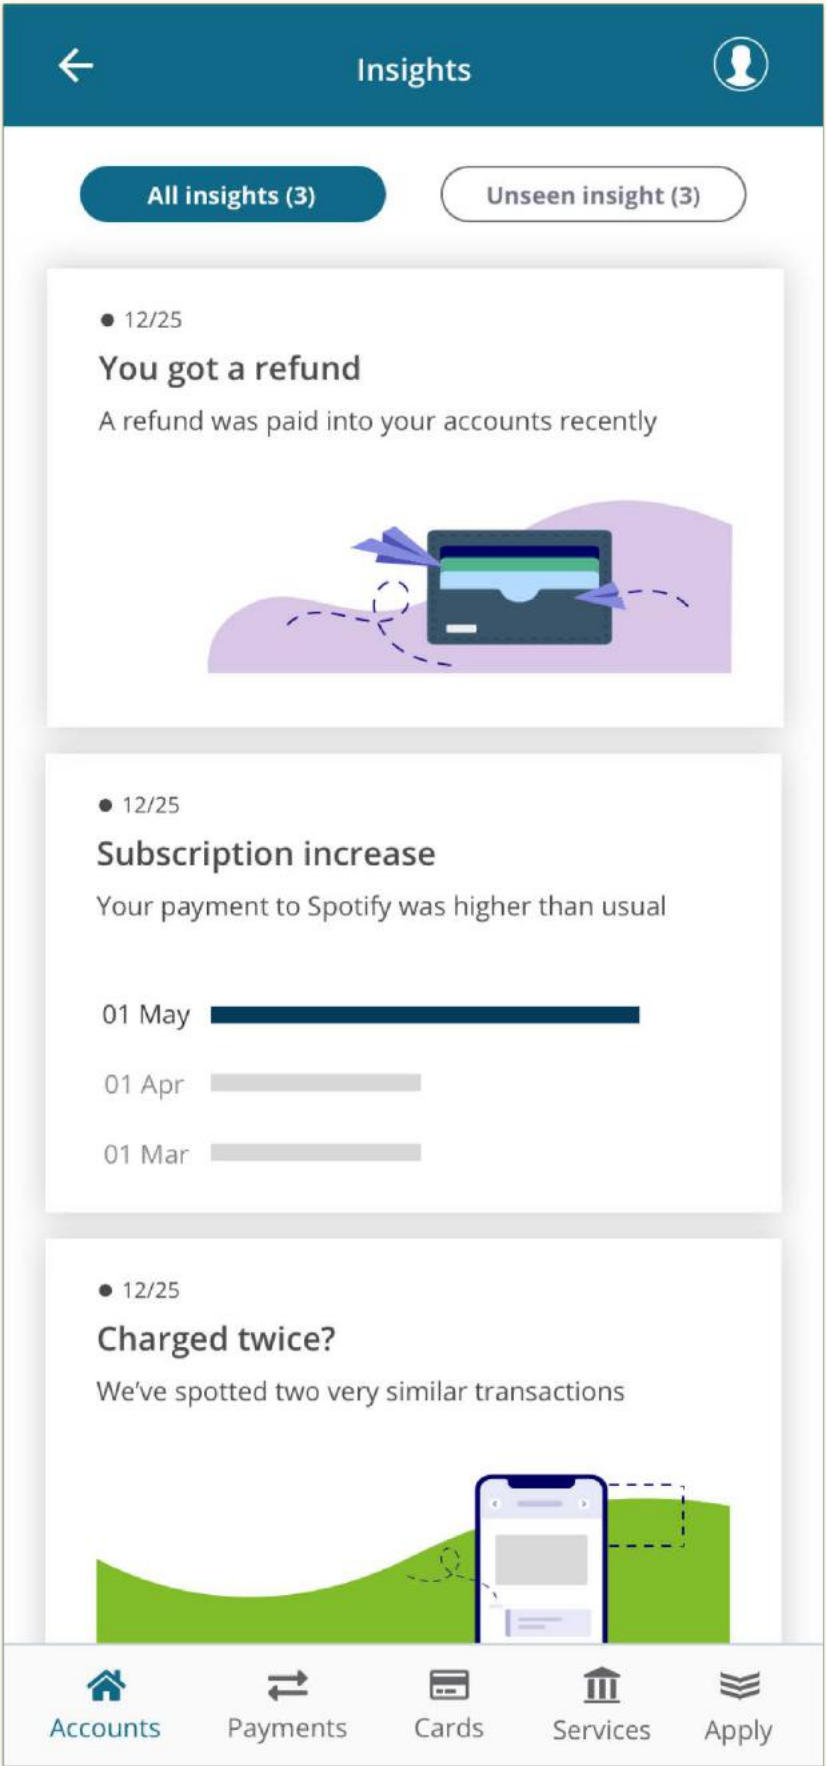 Insights
All insights (3)
Unseen insight (3)
● 12/25
You got a refund
A refund was paid into your accounts recently
● 12/25
Subscription increase
Your payment to Spotify was higher than usual
01 May
01 Apr
01 Mar
● 12/25
Charged twice?
We’ve spotted two very similar transactions
Accounts
Payments
Cards
Services
Apply